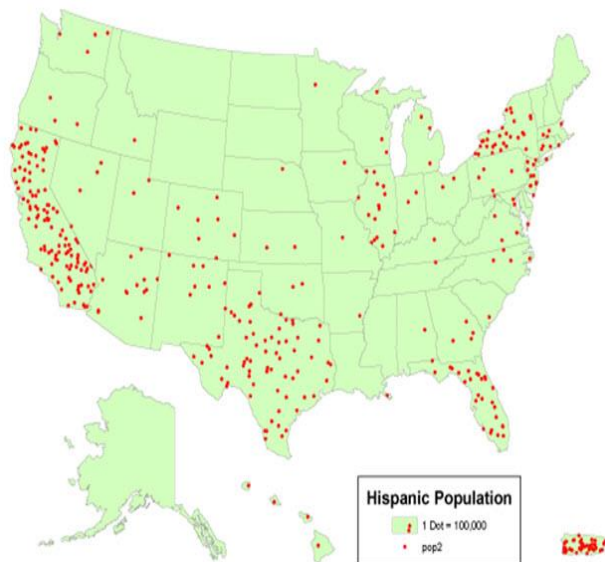 Hispanic Population
1 Dot = 100,000
pop2